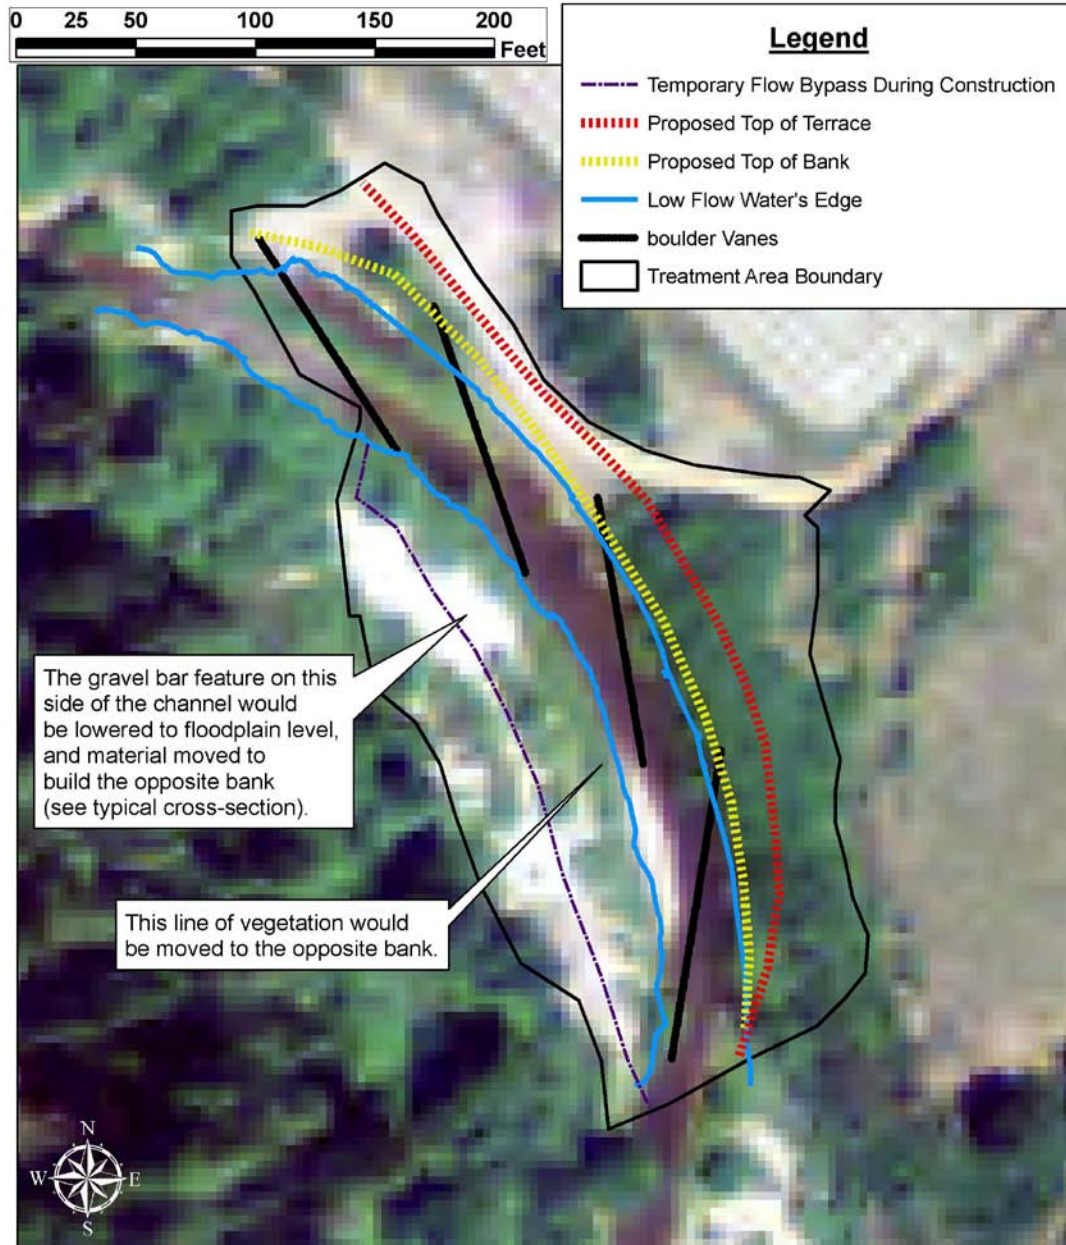 0 25 50 100 150 200
Feet
Legend
Temporary Flow Bypass During Construction
Proposed Top of Terrace
Proposed Top of Bank
Low Flow Water's Edge
boulder Vanes
Treatment Area Boundary
The gravel bar feature on this
side of the channel would
be lowered to floodplain level,
and material moved to
build the opposite bank
(see typical cross-section).
This line of vegetation would
be moved to the opposite bank.
N
W E
S